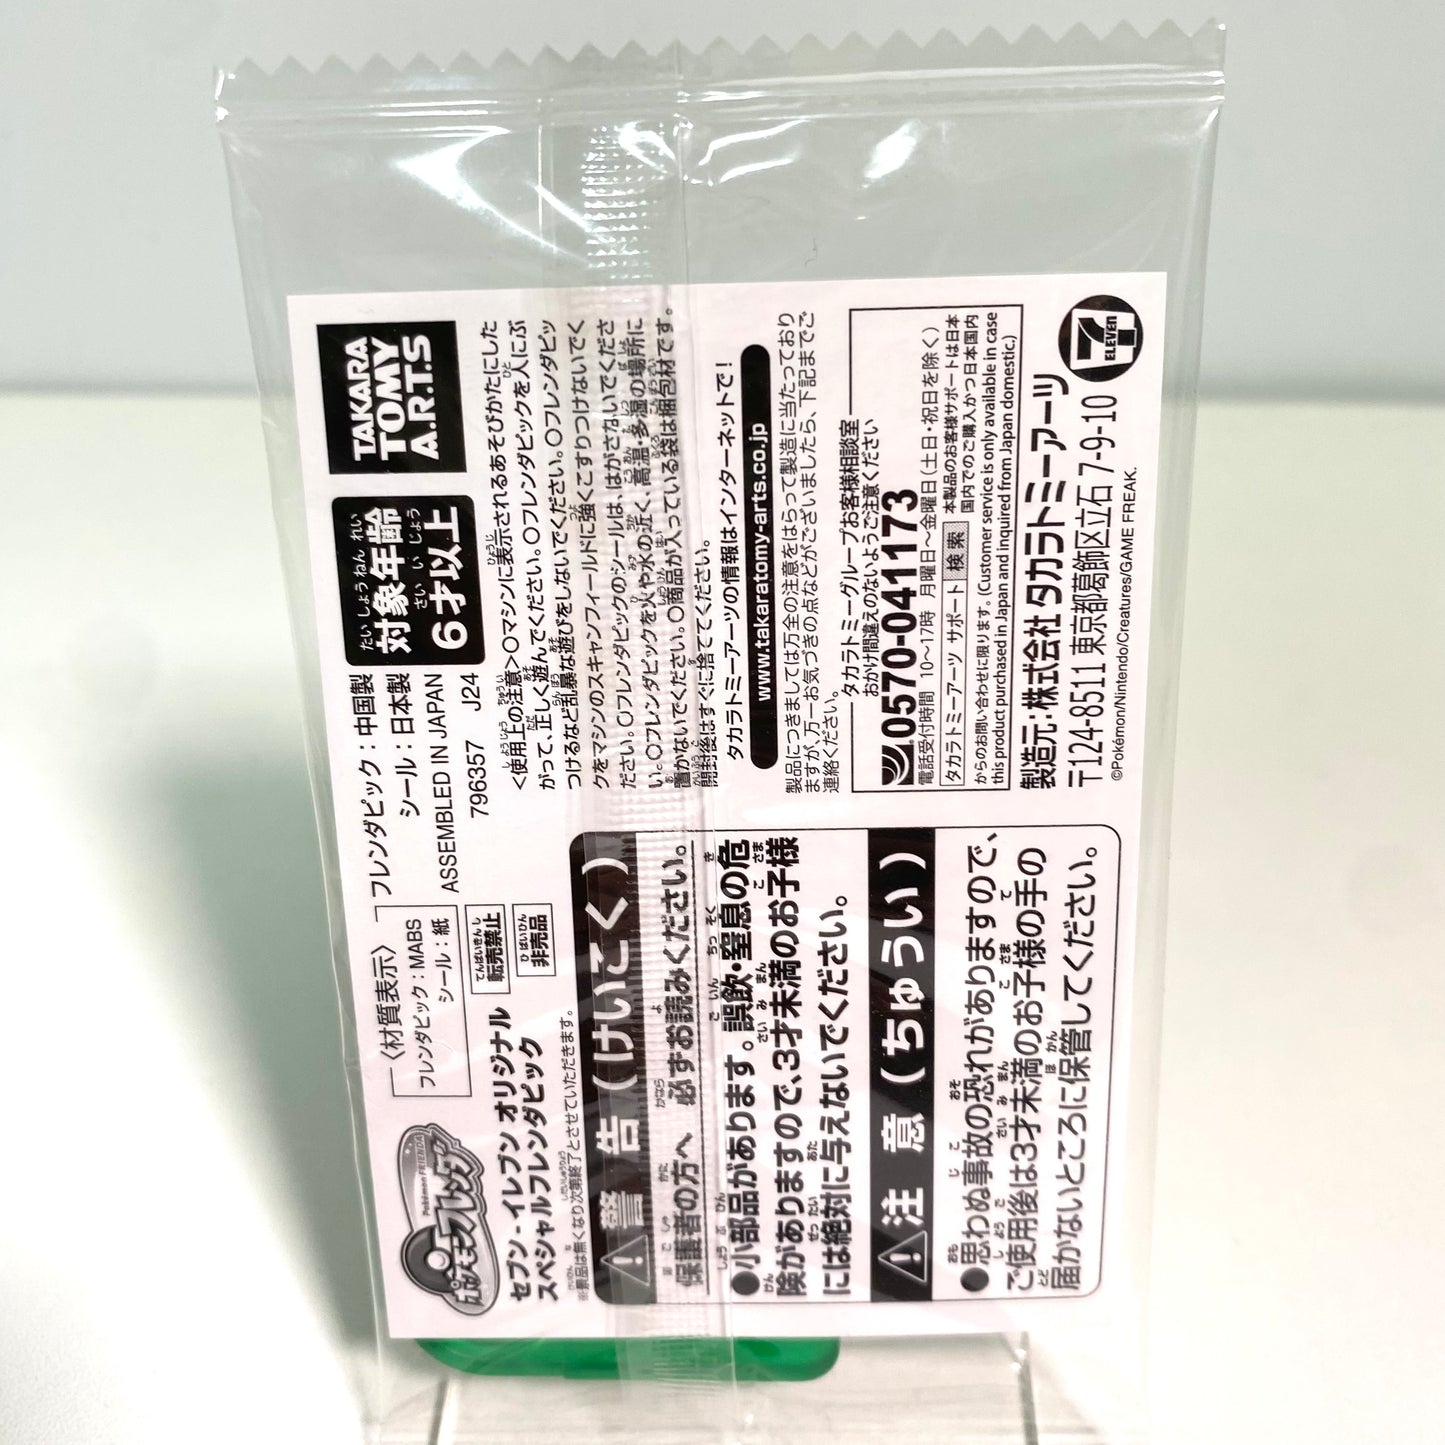 ポケモンフレンダ
Pokémon FRIENDA
セブン‐イレブン オリジナル
スペシャルフレンダピック
※景品は無くなり次第終了とさせていただきます。
〈材質表示〉
フレンダピック：MABS
シール：紙
転売禁止
非売品
フレンダピック：中国製
シール：日本製
ASSEMBLED IN JAPAN
796357 J24
対象年齢
6才以上
TAKARA
TOMY
A.R.T.S
警告（けいこく）
保護者の方へ 必ずお読みください。
●小部品があります。誤飲・窒息の危
険がありますので、3才未満のお子様
には絶対に与えないでください。
注意（ちゅうい）
●思わぬ事故の恐れがありますので、
ご使用後は3才未満のお子様の手の
届かないところに保管してください。
＜使用上の注意＞〇マシンに表示されるあそびかたにした
がって、正しく遊んでください。〇フレンダピックを人にぶ
つけるなど乱暴な遊びをしないでください。〇フレンダピッ
クをマシンのスキャンフィールドに強くこすりつけないでく
ださい。〇フレンダピックのシールは、はがさないでくださ
い。〇フレンダピックを火や水の近く、高温・多湿の場所に
置かないでください。〇商品が入っている袋は梱包材です。
開封後はすぐに捨ててください。
タカラトミーアーツの情報はインターネットで！
www.takaratomy-arts.co.jp
製品につきましては万全の注意をはらって製造に当たっており
ますが、万一お気づきの点などがございましたら、下記までご
連絡ください。
タカラトミーグループお客様相談室
おかけ間違えのないようご注意ください
0570-041173
電話受付時間 10～17時 月曜日～金曜日（土日・祝日を除く）
タカラトミーアーツ サポート 検索
本製品のお客様サポートは日本
国内でのご購入かつ日本国内
からのお問い合わせに限ります。(Customer service is only available in case
this product purchased in Japan and inquired from Japan domestic.)
製造元：株式会社 タカラトミーアーツ
〒124-8511 東京都葛飾区立石 7-9-10
©Pokémon/Nintendo/Creatures/GAME FREAK.
7
ELEVEN